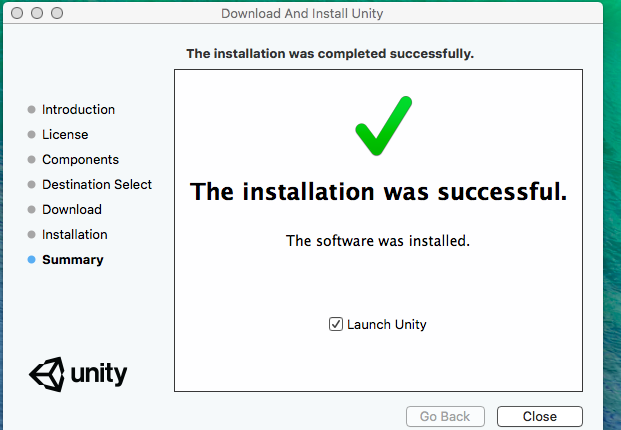 Download And Install Unity
The installation was completed successfully.
Introduction
License
Components
Destination Select
Download
Installation
Summary
The installation was successful.
The software was installed.
Launch Unity
unity
Go Back
Close